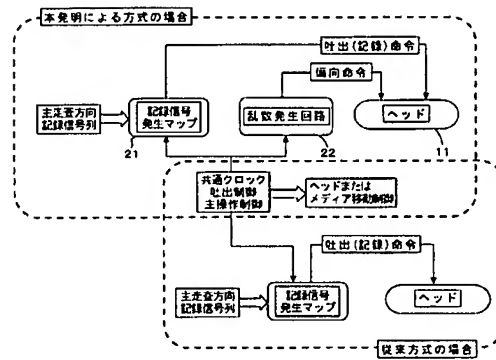 本発明による方式の場合
吐出(記録)命令
偏向命令
主走査方向
記録信号列
記録信号
発生マップ
乱数発生回路
ヘッド
21
22
11
共通クロック
吐出制御
主操作制御
ヘッドまたは
メディア移動制御
吐出(記録)命令
主走査方向
記録信号列
記録信号
発生マップ
ヘッド
従来方式の場合